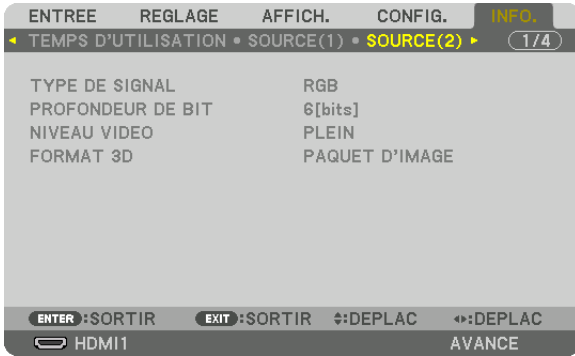 ENTREE REGLAGE AFFICH. CONFIG. INFO.
◄ TEMPS D'UTILISATION • SOURCE(1) • SOURCE(2) ► 1/4
TYPE DE SIGNAL RGB
PROFONDEUR DE BIT 6[bits]
NIVEAU VIDEO PLEIN
FORMAT 3D PAQUET D'IMAGE
ENTER :SORTIR EXIT :SORTIR ♦:DEPLAC ◄►:DEPLAC
HDMI1 AVANCE